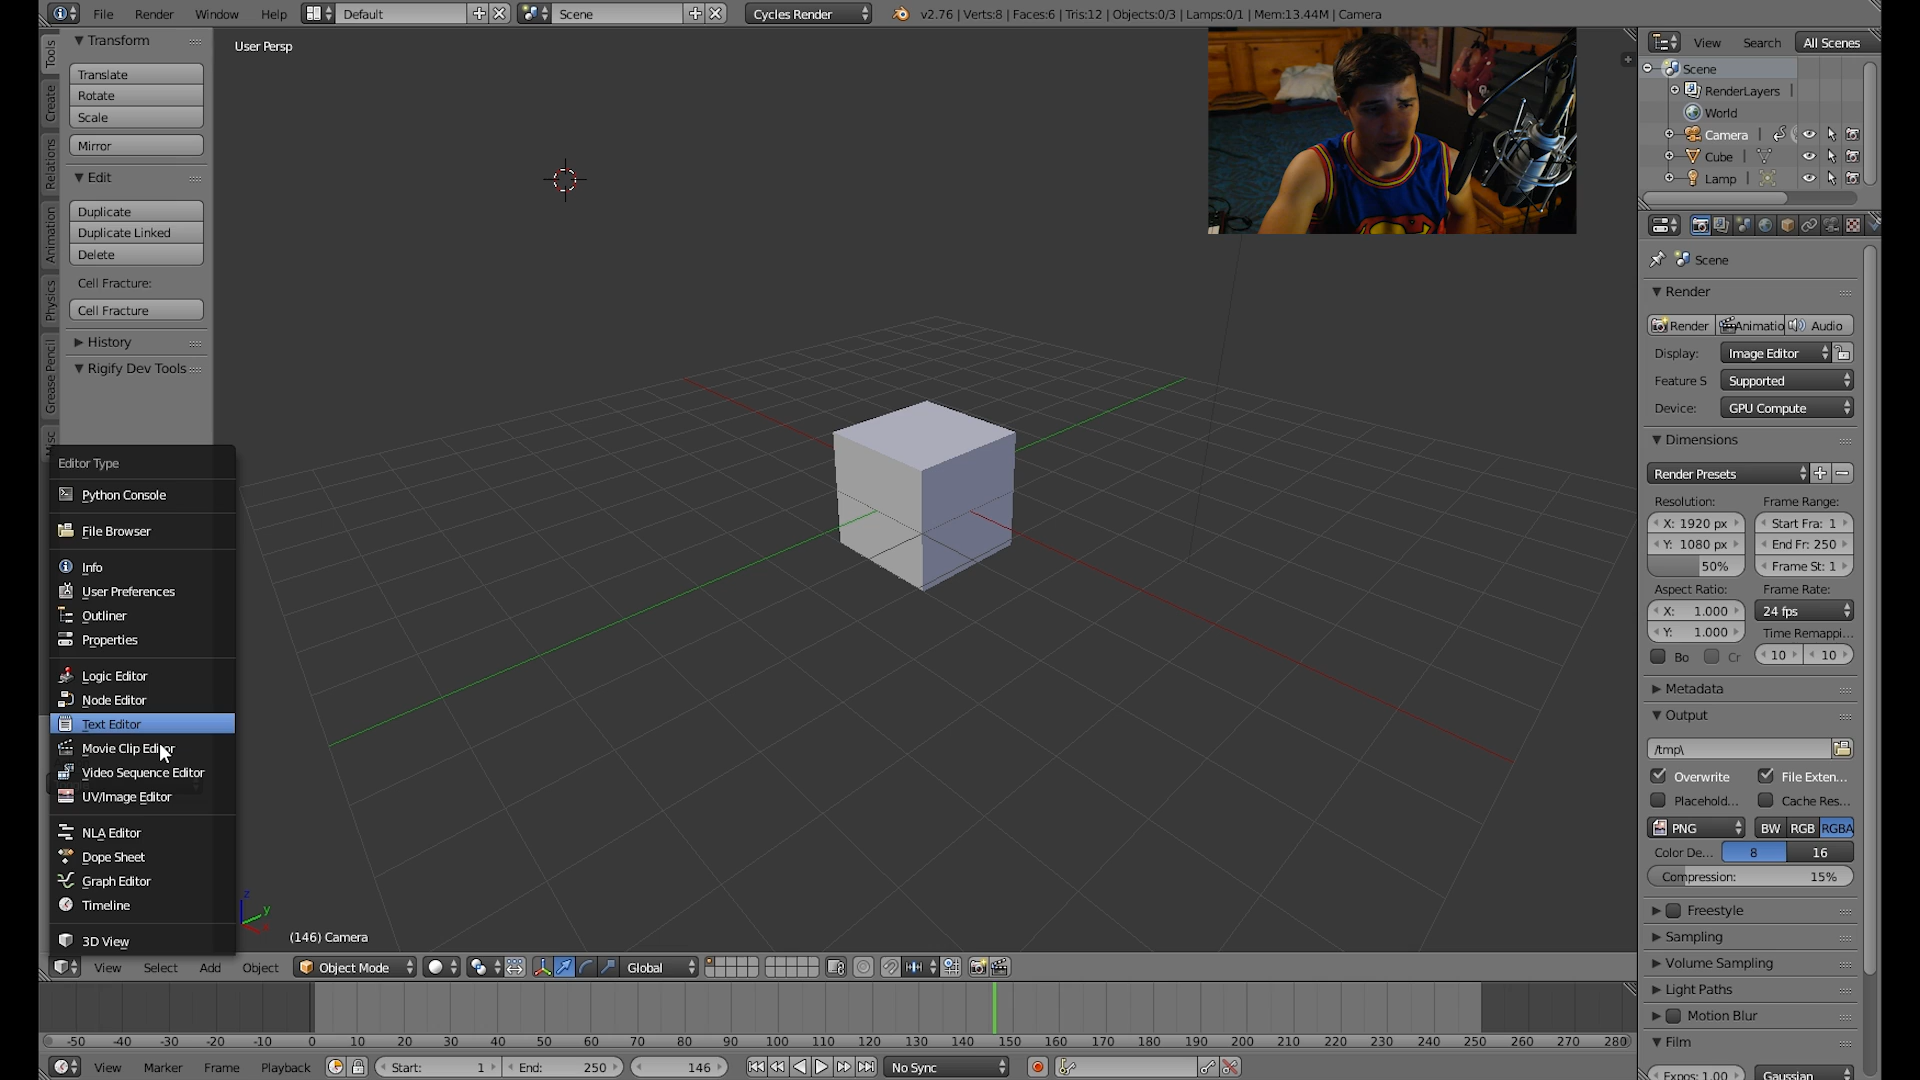 File Render Window Help Default Scene Cycles Render v2.76 | Verts:8 | Faces:6 | Tris:12 | Objects:0/3 | Lamps:0/1 | Mem:13.44M | Camera
Tools
Create
Relations
Animation
Physics
Grease Pencil
Misc
Transform
Translate
Rotate
Scale
Mirror
Edit
Duplicate
Duplicate Linked
Delete
Cell Fracture:
Cell Fracture
History
Rigify Dev Tools
Editor Type
Python Console
File Browser
Info
User Preferences
Outliner
Properties
Logic Editor
Node Editor
Text Editor
Movie Clip Editor
Video Sequence Editor
UV/Image Editor
NLA Editor
Dope Sheet
Graph Editor
Timeline
3D View
User Persp
z
y
(146) Camera
View Select Add Object Object Mode Global
-50 -40 -30 -20 -10 0 10 20 30 40 50 60 70 80 90 100 110 120 130 140 150 160 170 180 190 200 210 220 230 240 250 260 270 280
View Marker Frame Playback Start: 1 End: 250 146 No Sync
View Search All Scenes
Scene
RenderLayers
World
Camera
Cube
Lamp
Scene
Render
Render Animatio Audio
Display: Image Editor
Feature S Supported
Device: GPU Compute
Dimensions
Render Presets
Resolution: Frame Range:
X: 1920 px Start Fra: 1
Y: 1080 px End Fr: 250
50% Frame St: 1
Aspect Ratio: Frame Rate:
X: 1.000 24 fps
Y: 1.000 Time Remappi...
Bo Cr 10 10
Metadata
Output
/tmp\
Overwrite File Exten...
Placehold... Cache Res...
PNG BW RGB RGBA
Color De... 8 16
Compression: 15%
Freestyle
Sampling
Volume Sampling
Light Paths
Motion Blur
Film
Expos: 1.00 Gaussian